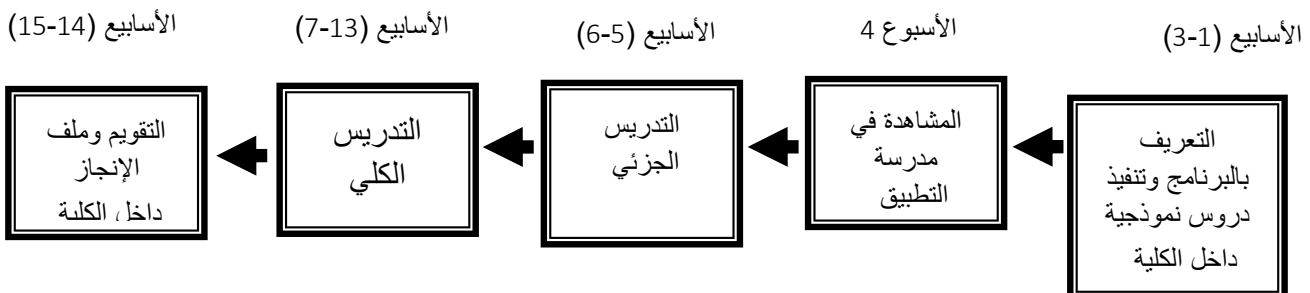 الأسابيع (1-3)
الأسبوع 4
الأسابيع (5-6)
الأسابيع (7-13)
الأسابيع (14-15)
التعريف
بالبرنامج وتنفيذ
دروس نموذجية
داخل الكلية
المشاهدة في
مدرسة
التطبيق
التدريس
الجزئي
التدريس
الكلي
التقويم وملف
الإنجاز
داخل الكلية